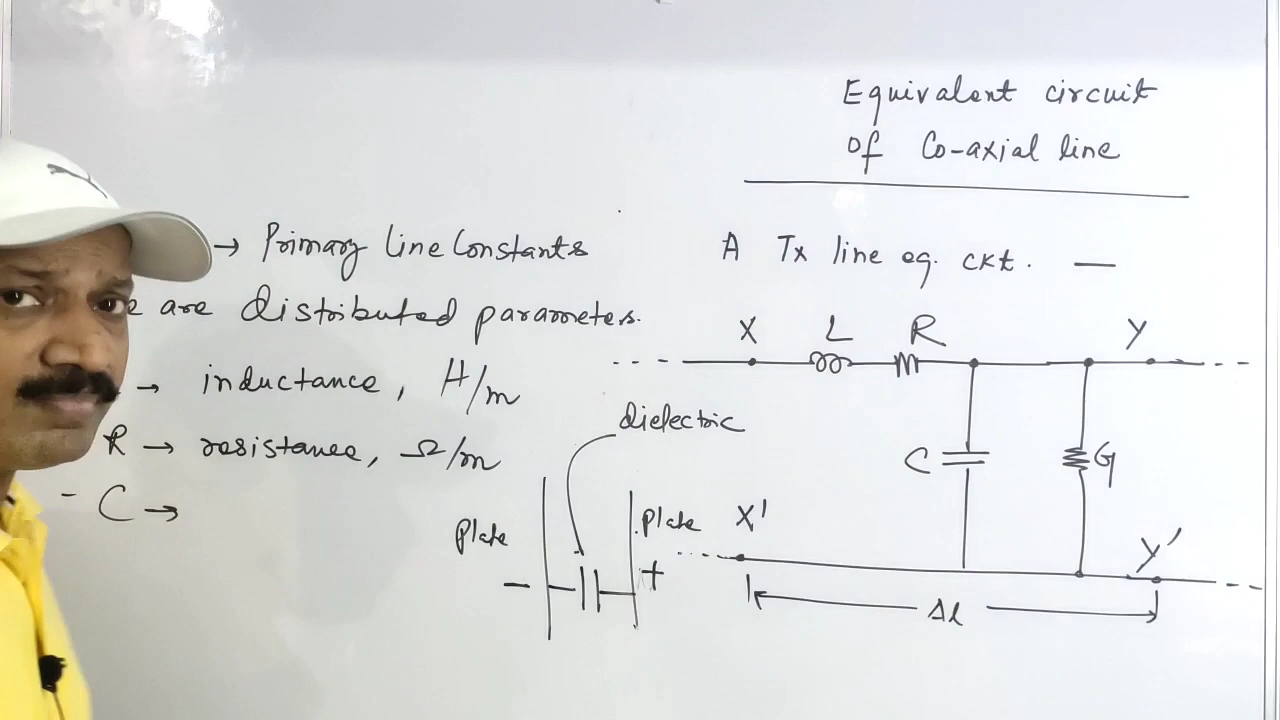 Equivalent circuit
of Co-axial line
→ Primary Line Constants
are distributed parameters.
→ inductance, H/m
R → resistance, Ω/m
- C →
dielectric
Plate
Plate
-
+
A Tx line eq. ckt. —
X L R Y
C G
X' Y'
Δl